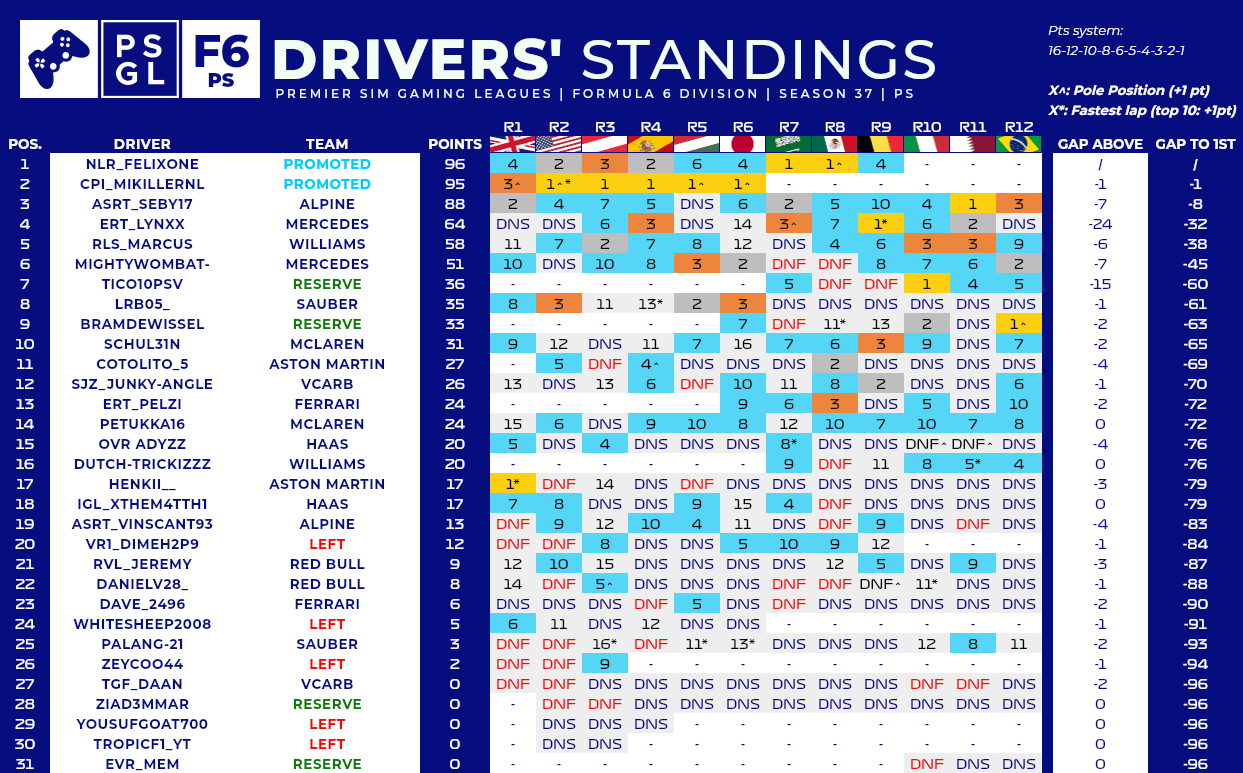 Pts system:
PS F6 DRIVERS' STANDINGS
16-12-10-8-6-5-4-3-2-1
GL PS
X^: Pole Position (+1 pt)
PREMIER SIM GAMING LEAGUES | FORMULA 6 DIVISION | SEASON 37 | PS
X*: Fastest lap (top 10: +1pt)
R1 R2 R3 R4 R5 R6 R7 R8 R9 R10 R11 R12
POS. DRIVER TEAM POINTS GAP ABOVE GAP TO 1ST
1 NLR_FELIXONE PROMOTED 96 4 2 3 2 6 4 1 1^ 4 - - - / /
2 CPI_MIKILLERNL PROMOTED 95 3^ 1^* 1 1 1^ 1^ - - - - - - -1 -1
3 ASRT_SEBY17 ALPINE 88 2 4 7 5 DNS 6 2 5 10 4 1 3 -7 -8
4 ERT_LYNXX MERCEDES 64 DNS DNS 6 3 DNS 14 3^ 7 1* 6 2 DNS -24 -32
5 RLS_MARCUS WILLIAMS 58 11 7 2 7 8 12 DNS 4 6 3 3 9 -6 -38
6 MIGHTYWOMBAT- MERCEDES 51 10 DNS 10 8 3 2 DNF DNF 8 7 6 2 -7 -45
7 TICO10PSV RESERVE 36 - - - - - - 5 DNF DNF 1 4 5 -15 -60
8 LRB05_ SAUBER 35 8 3 11 13* 2 3 DNS DNS DNS DNS DNS DNS -1 -61
9 BRAMDEWISSEL RESERVE 33 - - - - - 7 DNF 11* 13 2 DNS 1^ -2 -63
10 SCHUL31N MCLAREN 31 9 12 DNS 11 7 16 7 6 3 9 DNS 7 -2 -65
11 COTOLITO_5 ASTON MARTIN 27 - 5 DNF 4^ DNS DNS DNS 2 DNS DNS DNS DNS -4 -69
12 SJZ_JUNKY-ANGLE VCARB 26 13 DNS 13 6 DNF 10 11 8 2 DNS DNS 6 -1 -70
13 ERT_PELZI FERRARI 24 - - - - - 9 6 3 DNS 5 DNS 10 -2 -72
14 PETUKKA16 MCLAREN 24 15 6 DNS 9 10 8 12 10 7 10 7 8 0 -72
15 OVR ADYZZ HAAS 20 5 DNS 4 DNS DNS DNS 8* DNS DNS DNF^ DNF^ DNS -4 -76
16 DUTCH-TRICKIZZZ WILLIAMS 20 - - - - - - 9 DNF 11 8 5* 4 0 -76
17 HENKII__ ASTON MARTIN 17 1* DNF 14 DNS DNF DNS DNS DNS DNS DNS DNS DNS -3 -79
18 IGL_XTHEM4TTH1 HAAS 17 7 8 DNS DNS 9 15 4 DNF DNS DNS DNS DNS 0 -79
19 ASRT_VINSCANT93 ALPINE 13 DNF 9 12 10 4 11 DNS DNF 9 DNS DNF DNS -4 -83
20 VR1_DIMEH2P9 LEFT 12 DNF DNF 8 DNS DNS 5 10 9 12 - - - -1 -84
21 RVL_JEREMY RED BULL 9 12 10 15 DNS DNS DNS DNS 12 5 DNS 9 DNS -3 -87
22 DANIELV28_ RED BULL 8 14 DNF 5^ DNS DNS DNS DNF DNF DNF^ 11* DNS DNS -1 -88
23 DAVE_2496 FERRARI 6 DNS DNS DNS DNF 5 DNS DNF DNS DNS DNS DNS DNS -2 -90
24 WHITESHEEP2008 LEFT 5 6 11 DNS 12 DNS DNS - - - - - - -1 -91
25 PALANG-21 SAUBER 3 DNF DNF 16* DNF 11* 13* DNS DNS DNS 12 8 11 -2 -93
26 ZEYCOO44 LEFT 2 DNF DNF 9 - - - - - - - - - -1 -94
27 TGF_DAAN VCARB 0 DNF DNF DNS DNS DNS DNS DNS DNS DNS DNF DNF DNS -2 -96
28 ZIAD3MMAR RESERVE 0 - DNF DNF DNS DNS DNS DNS DNS DNS DNS DNS DNS 0 -96
29 YOUSUFGOAT700 LEFT 0 - DNS DNS DNS - - - - - - - - 0 -96
30 TROPICF1_YT LEFT 0 - DNS DNS - - - - - - - - - 0 -96
31 EVR_MEM RESERVE 0 - - - - - - - - - DNF DNS DNS 0 -96